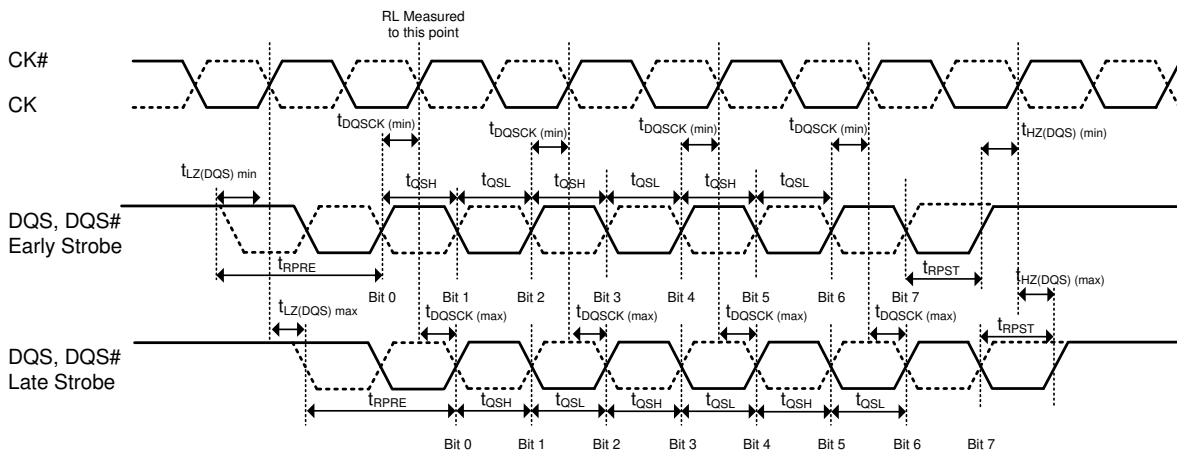 RL Measured
to this point
CK#
CK
tDQSCK (min)
tDQSCK (min)
tDQSCK (min)
tDQSCK (min)
tHZ(DQS) (min)
tLZ(DQS) min
tQSH
tQSL
tQSH
tQSL
tQSH
tQSL
DQS, DQS#
Early Strobe
tRPRE
tRPST
tHZ(DQS) (max)
Bit 0
Bit 1
Bit 2
Bit 3
Bit 4
Bit 5
Bit 6
Bit 7
tLZ(DQS) max
tDQSCK (max)
tDQSCK (max)
tDQSCK (max)
tDQSCK (max)
tRPST
DQS, DQS#
Late Strobe
tRPRE
tQSH
tQSL
tQSH
tQSL
tQSH
tQSL
Bit 0
Bit 1
Bit 2
Bit 3
Bit 4
Bit 5
Bit 6
Bit 7